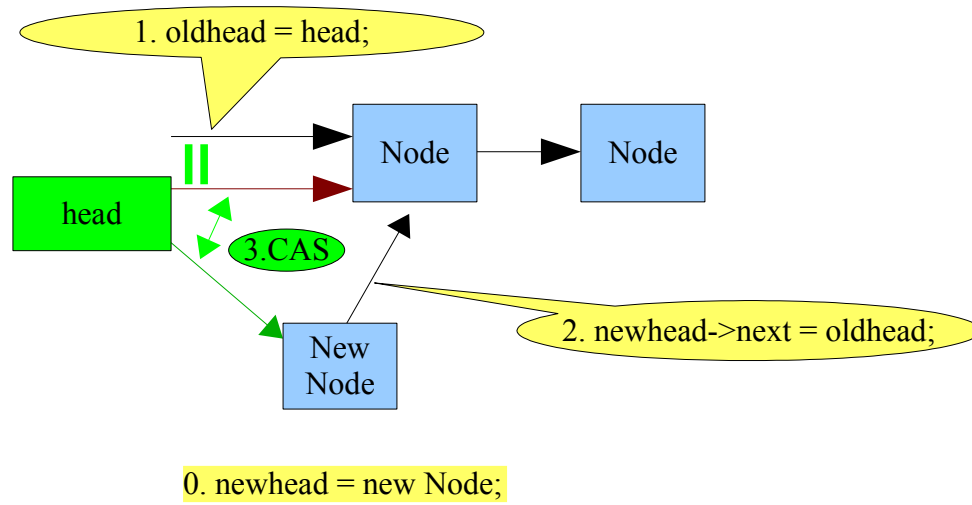 1. oldhead = head;
Node
Node
head
3.CAS
2. newhead->next = oldhead;
New
Node
0. newhead = new Node;